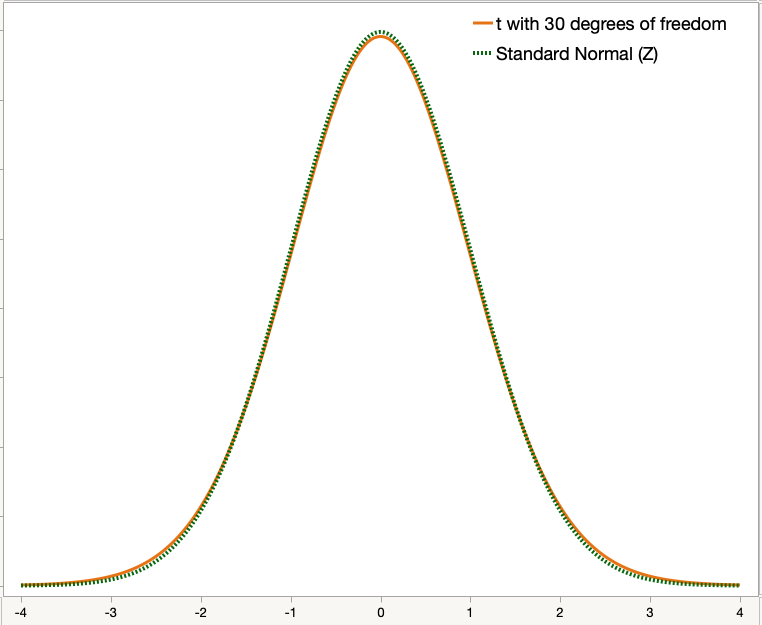 t with 30 degrees of freedom
Standard Normal (Z)
-4 -3 -2 -1 0 1 2 3 4